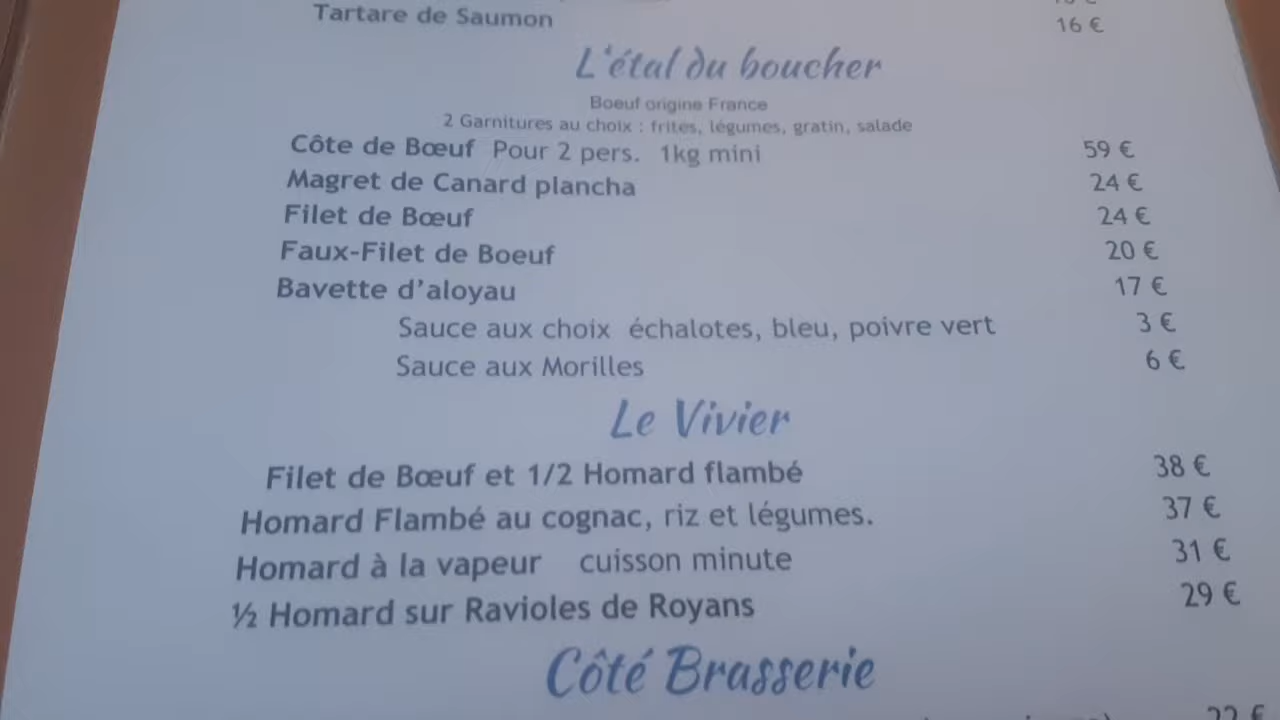 Tartare de Saumon 16 €
L'étal du boucher
Boeuf origine France
2 Garnitures au choix : frites, légumes, gratin, salade
Côte de Bœuf Pour 2 pers. 1kg mini 59 €
Magret de Canard plancha 24 €
Filet de Bœuf 24 €
Faux-Filet de Boeuf 20 €
Bavette d'aloyau 17 €
Sauce aux choix échalotes, bleu, poivre vert 3 €
Sauce aux Morilles 6 €
Le Vivier
Filet de Bœuf et 1/2 Homard flambé 38 €
Homard Flambé au cognac, riz et légumes. 37 €
Homard à la vapeur cuisson minute 31 €
½ Homard sur Ravioles de Royans 29 €
Côté Brasserie